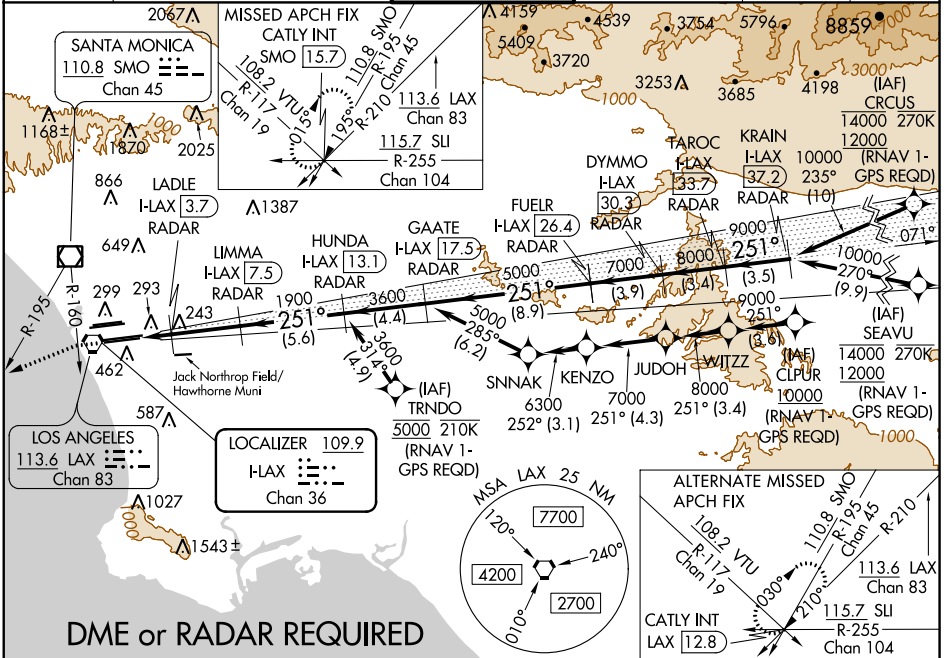 2067
MISSED APCH FIX
CATLY INT
SMO 15.7
110.8 SMO
R-195
Chan 45
R-210
108.2 VTU
R-117
Chan 19
015°
195°
113.6 LAX
Chan 83
115.7 SLI
R-255
Chan 104
SANTA MONICA
110.8 SMO
Chan 45
4159
4539
5409
3720
3754
5796
8859
1000
3253
3685
4198
3000
1000
1168±
1870
2025
1000
(IAF)
CRCUS
14000 270K
12000
(RNAV 1-
GPS REQD)
KRAIN
I-LAX 37.2
RADAR
10000
235°
(10)
TAROC
I-LAX
33.7
RADAR
DYMMO
I-LAX
30.3
RADAR
FUELR
I-LAX 26.4
RADAR
GAATE
I-LAX 17.5
RADAR
HUNDA
I-LAX 13.1
RADAR
LIMMA
I-LAX 7.5
RADAR
LADLE
I-LAX 3.7
RADAR
866
1387
649
299
293
243
462
R-195
R-160
1900
251°
(5.6)
3600
(4.4)
5000
251°
(8.9)
7000
(3.9)
8000
(3.4)
9000
251°
(3.5)
071°
10000
270°
(9.9)
(IAF)
SEAVU
14000 270K
12000
(RNAV 1-
GPS REQD)
9000
251°
(3.6)
(IAF)
CLPUR
10000
(RNAV 1-
GPS REQD)
5000
285°
(6.2)
SNNAK
KENZO
JUDOH
WITZZ
6300
252° (3.1)
7000
251° (4.3)
8000
251° (3.4)
3600
314°
(4.9)
(IAF)
TRNDO
5000 210K
(RNAV 1-
GPS REQD)
Jack Northrop Field/
Hawthorne Muni
587
LOS ANGELES
113.6 LAX
Chan 83
LOCALIZER 109.9
I-LAX
Chan 36
1027
1543±
1000
MSA LAX 25 NM
120°
7700
240°
4200
2700
010°
ALTERNATE MISSED
APCH FIX
108.2 VTU
R-117
Chan 19
110.8 SMO
R-195
Chan 45
R-210
030°
210°
113.6 LAX
Chan 83
115.7 SLI
R-255
Chan 104
CATLY INT
LAX 12.8
DME or RADAR REQUIRED